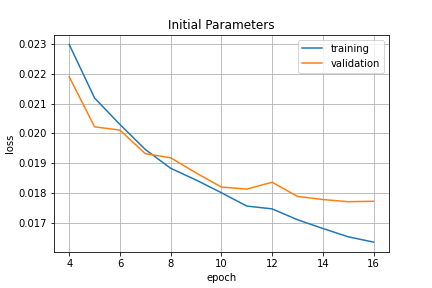 Initial Parameters
0.023
0.022
0.021
0.020
0.019
0.018
0.017
loss
training
validation
4 6 8 10 12 14 16
epoch